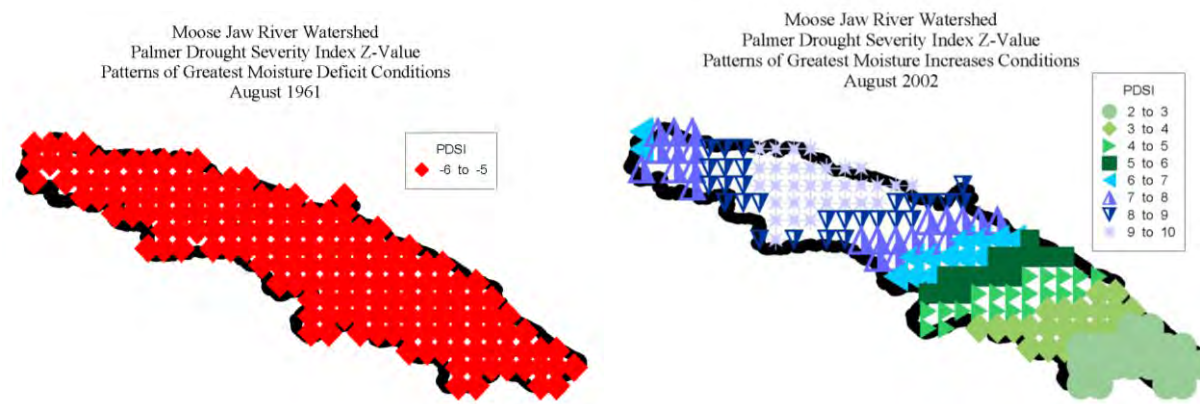 Moose Jaw River Watershed
Palmer Drought Severity Index Z-Value
Patterns of Greatest Moisture Deficit Conditions
August 1961
PDSI
-6 to -5
Moose Jaw River Watershed
Palmer Drought Severity Index Z-Value
Patterns of Greatest Moisture Increases Conditions
August 2002
PDSI
2 to 3
3 to 4
4 to 5
5 to 6
6 to 7
7 to 8
8 to 9
9 to 10